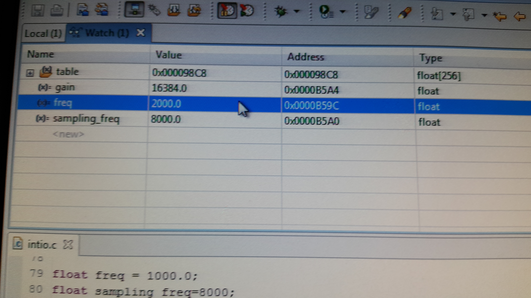 Local (1) Watch (1)
Name Value Address Type
table 0x000098C8 0x000098C8 float[256]
(x)= gain 16384.0 0x0000B5A4 float
(x)= freq 2000.0 0x0000B59C float
(x)= sampling_freq 8000.0 0x0000B5A0 float
<new>
intio.c
78
79 float freq = 1000.0;
80 float sampling_freq=8000;